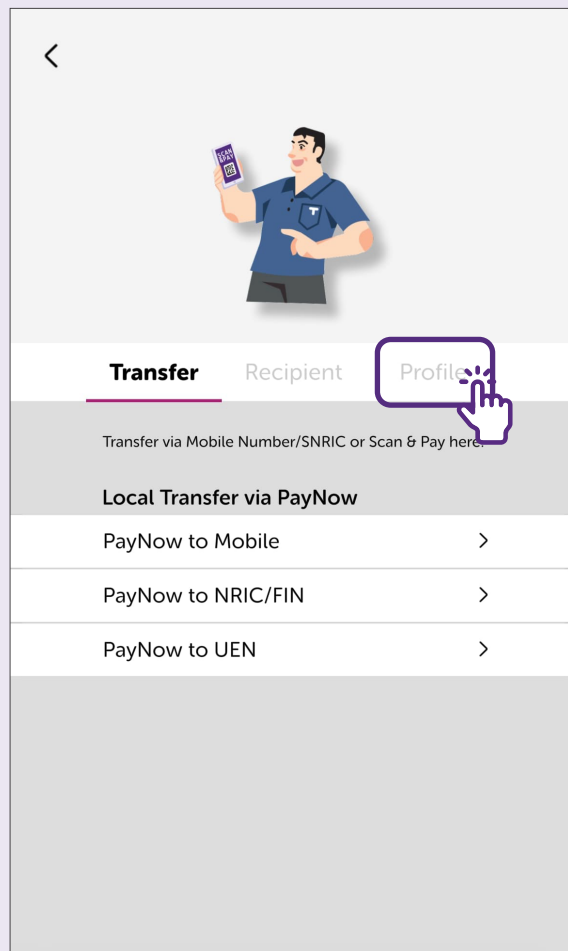 SCAN
&PAY
T
Transfer Recipient Profile
Transfer via Mobile Number/SNRIC or Scan & Pay here.
Local Transfer via PayNow
PayNow to Mobile
PayNow to NRIC/FIN
PayNow to UEN